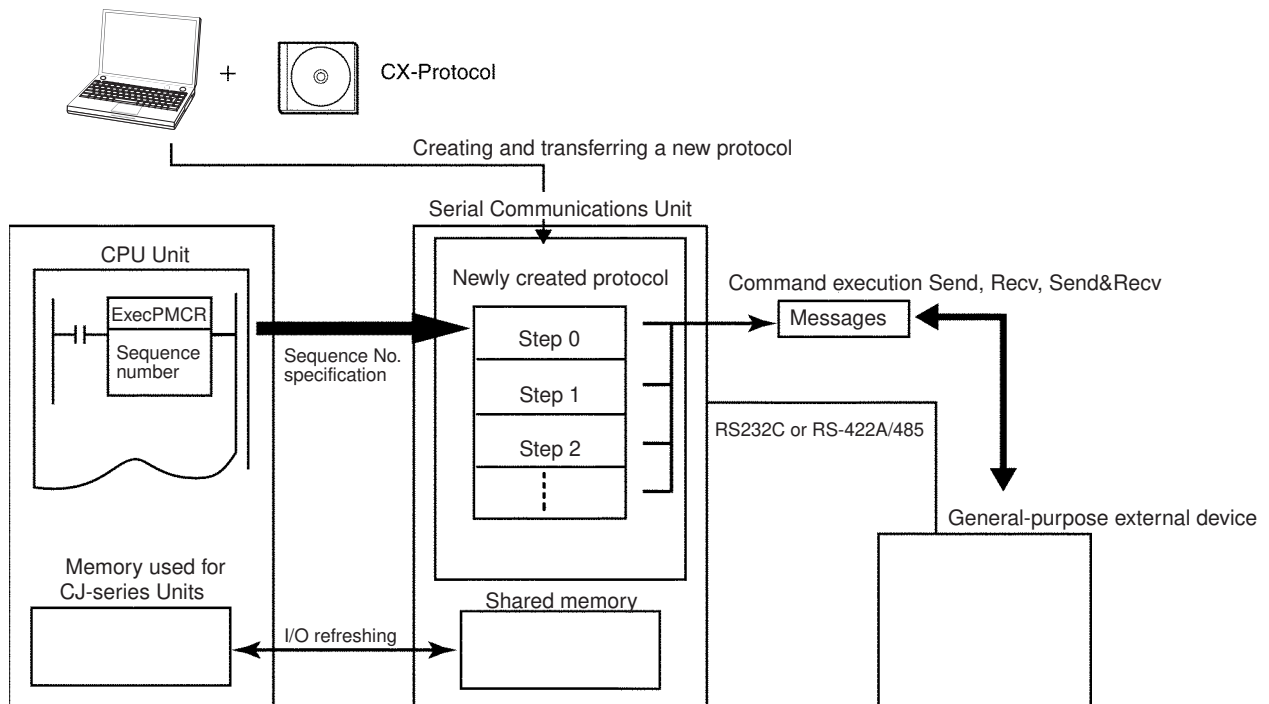 +
CX-Protocol
Creating and transferring a new protocol
Serial Communications Unit
CPU Unit
ExecPMCR
Sequence
number
Sequence No.
specification
Newly created protocol
Step 0
Step 1
Step 2
Command execution Send, Recv, Send&Recv
Messages
RS232C or RS-422A/485
General-purpose external device
Memory used for
CJ-series Units
I/O refreshing
Shared memory